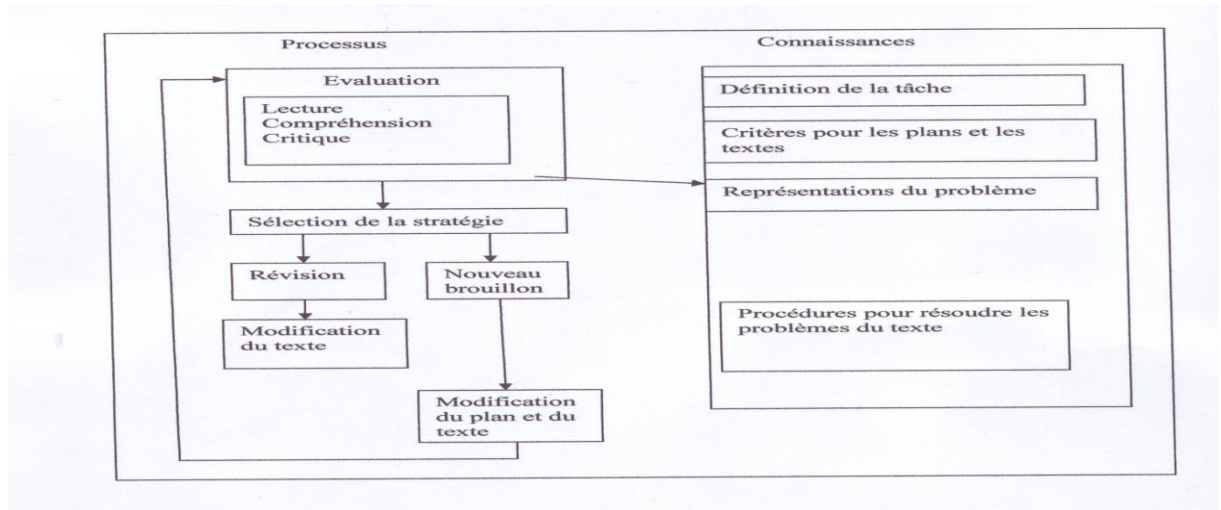 Processus
Connaissances
Evaluation
Lecture
Compréhension
Critique
Sélection de la stratégie
Révision
Nouveau
brouillon
Modification
du texte
Modification
du plan et du
texte
Définition de la tâche
Critères pour les plans et les
textes
Représentations du problème
Procédures pour résoudre les
problèmes du texte